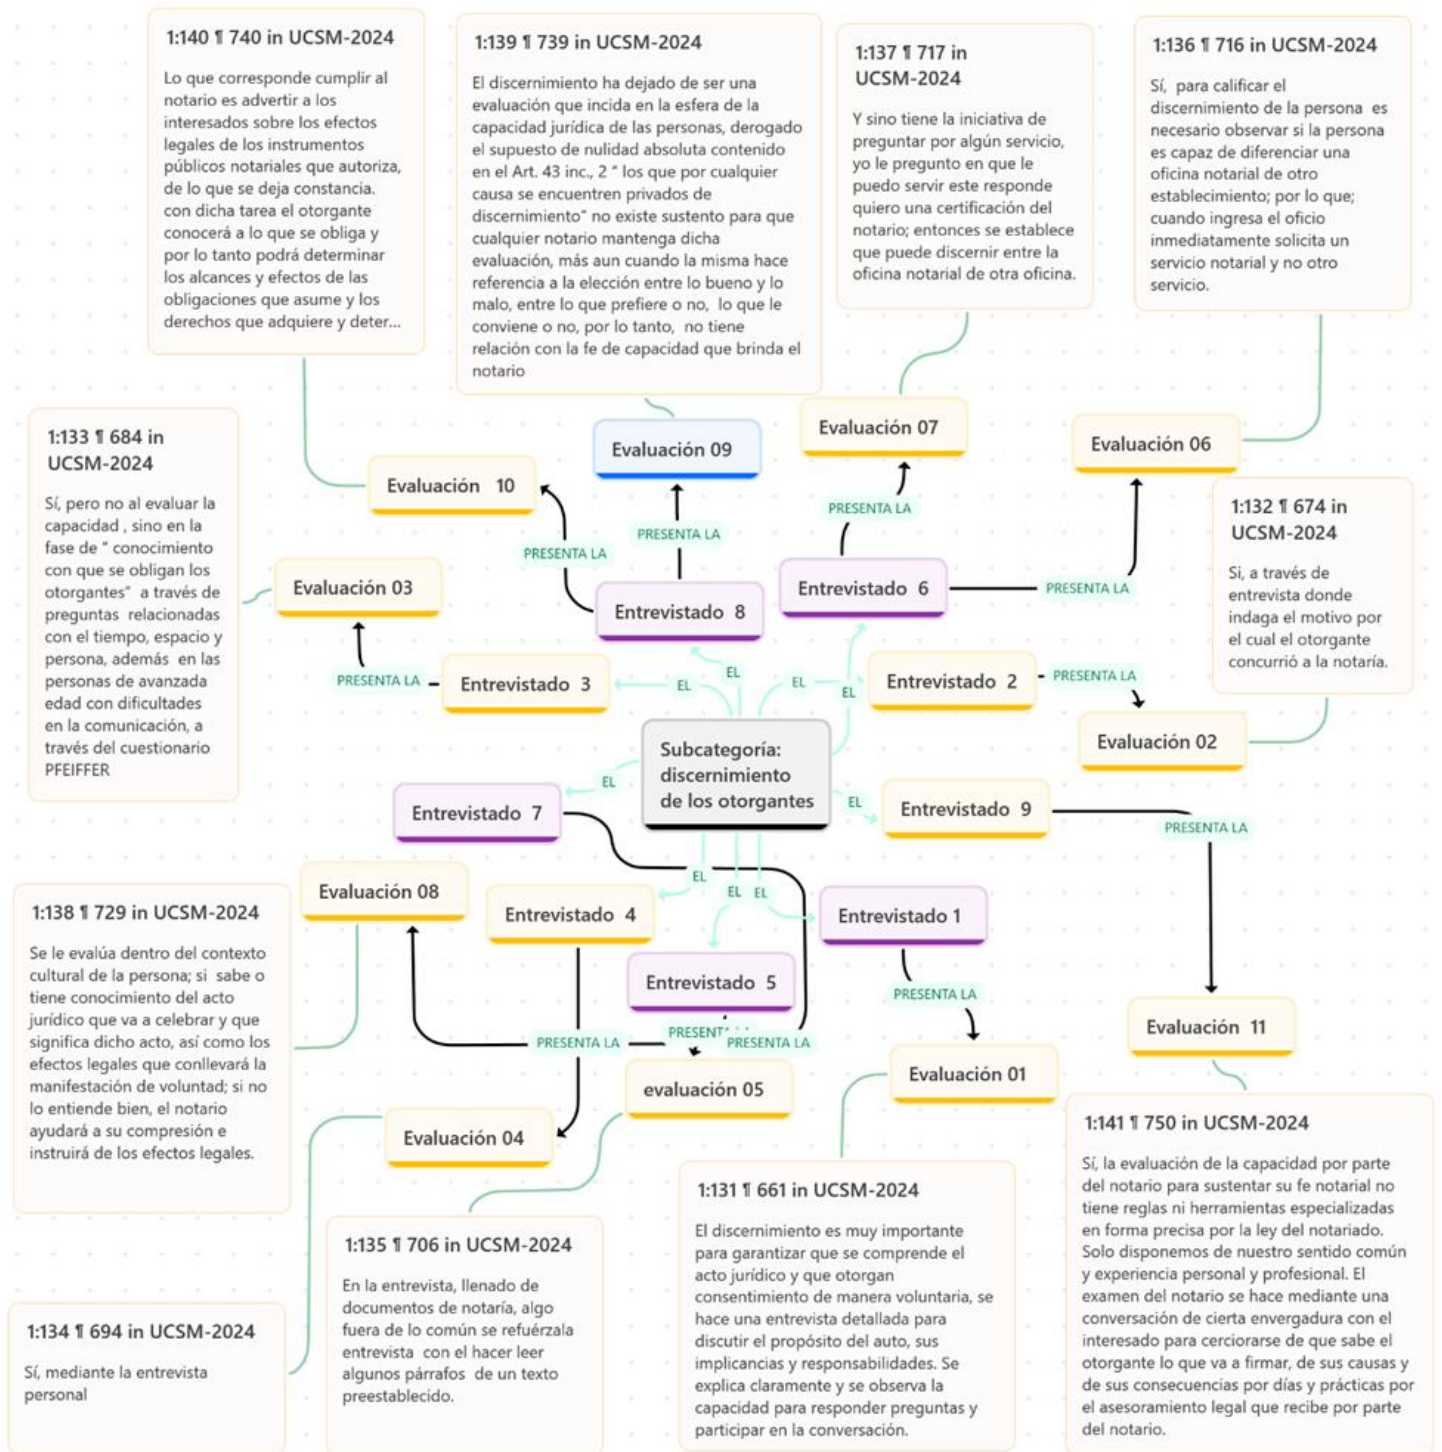 1:140 ¶ 740 in UCSM-2024
Lo que corresponde cumplir al
notario es advertir a los
interesados sobre los efectos
legales de los instrumentos
públicos notariales que autoriza,
de lo que se deja constancia.
con dicha tarea el otorgante
conocerá a lo que se obliga y
por lo tanto podrá determinar
los alcances y efectos de las
obligaciones que asume y los
derechos que adquiere y deter...
1:139 ¶ 739 in UCSM-2024
El discernimiento ha dejado de ser una
evaluación que incida en la esfera de la
capacidad jurídica de las personas, derogado
el supuesto de nulidad absoluta contenido
en el Art. 43 inc., 2 " los que por cualquier
causa se encuentren privados de
discernimiento" no existe sustento para que
cualquier notario mantenga dicha
evaluación, más aun cuando la misma hace
referencia a la elección entre lo bueno y lo
malo, entre lo que prefiere o no, lo que le
conviene o no, por lo tanto, no tiene
relación con la fe de capacidad que brinda el
notario
1:137 ¶ 717 in
UCSM-2024
Y sino tiene la iniciativa de
preguntar por algún servicio,
yo le pregunto en que le
puedo servir este responde
quiero una certificación del
notario; entonces se establece
que puede discernir entre la
oficina notarial de otra oficina.
1:136 ¶ 716 in UCSM-2024
Sí, para calificar el
discernimiento de la persona es
necesario observar si la persona
es capaz de diferenciar una
oficina notarial de otro
establecimiento; por lo que;
cuando ingresa el oficio
inmediatamente solicita un
servicio notarial y no otro
servicio.
1:133 ¶ 684 in
UCSM-2024
Sí, pero no al evaluar la
capacidad , sino en la
fase de " conocimiento
con que se obligan los
otorgantes" a través de
preguntas relacionadas
con el tiempo, espacio y
persona, además en las
personas de avanzada
edad con dificultades
en la comunicación, a
través del cuestionario
PFEIFFER
Evaluación 10
Evaluación 09
Evaluación 07
Evaluación 06
1:132 ¶ 674 in
UCSM-2024
Si, a través de
entrevista donde
indaga el motivo por
el cual el otorgante
concurrió a la notaría.
PRESENTA LA
PRESENTA LA
PRESENTA LA
PRESENTA LA
Evaluación 03
Entrevistado 8
Entrevistado 6
PRESENTA LA
Entrevistado 3
EL
EL
EL
EL
Entrevistado 2
PRESENTA LA
Evaluación 02
Subcategoría:
discernimiento
de los otorgantes
EL
Entrevistado 7
EL
Entrevistado 9
PRESENTA LA
EL
EL
EL
Evaluación 08
Entrevistado 4
Entrevistado 1
Entrevistado 5
PRESENTA LA
1:138 ¶ 729 in UCSM-2024
Se le evalúa dentro del contexto
cultural de la persona; si sabe o
tiene conocimiento del acto
jurídico que va a celebrar y que
significa dicho acto, así como los
efectos legales que conllevará la
manifestación de voluntad; si no
lo entiende bien, el notario
ayudará a su compresión e
instruirá de los efectos legales.
PRESENTA LA
PRESENTA
PRESENTA LA
Evaluación 11
evaluación 05
Evaluación 01
Evaluación 04
1:134 ¶ 694 in UCSM-2024
Sí, mediante la entrevista
personal
1:135 ¶ 706 in UCSM-2024
En la entrevista, llenado de
documentos de notaría, algo
fuera de lo común se refuérzala
entrevista con el hacer leer
algunos párrafos de un texto
preestablecido.
1:131 ¶ 661 in UCSM-2024
El discernimiento es muy importante
para garantizar que se comprende el
acto jurídico y que otorgan
consentimiento de manera voluntaria, se
hace una entrevista detallada para
discutir el propósito del auto, sus
implicancias y responsabilidades. Se
explica claramente y se observa la
capacidad para responder preguntas y
participar en la conversación.
1:141 ¶ 750 in UCSM-2024
Sí, la evaluación de la capacidad por parte
del notario para sustentar su fe notarial no
tiene reglas ni herramientas especializadas
en forma precisa por la ley del notariado.
Solo disponemos de nuestro sentido común
y experiencia personal y profesional. El
examen del notario se hace mediante una
conversación de cierta envergadura con el
interesado para cerciorarse de que sabe el
otorgante lo que va a firmar, de sus causas y
de sus consecuencias por días y prácticas por
el asesoramiento legal que recibe por parte
del notario.